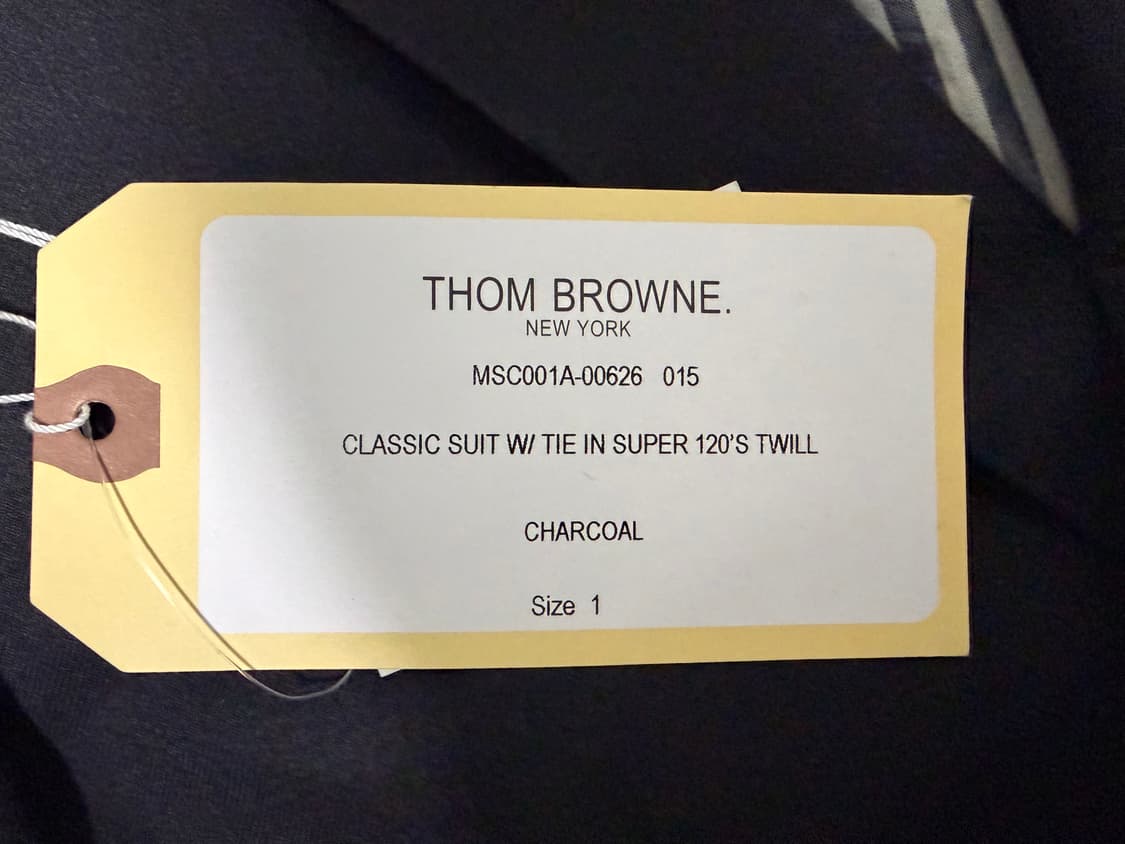 THOM BROWNE.
NEW YORK
MSC001A-00626 015
CLASSIC SUIT W/ TIE IN SUPER 120'S TWILL
CHARCOAL
Size 1